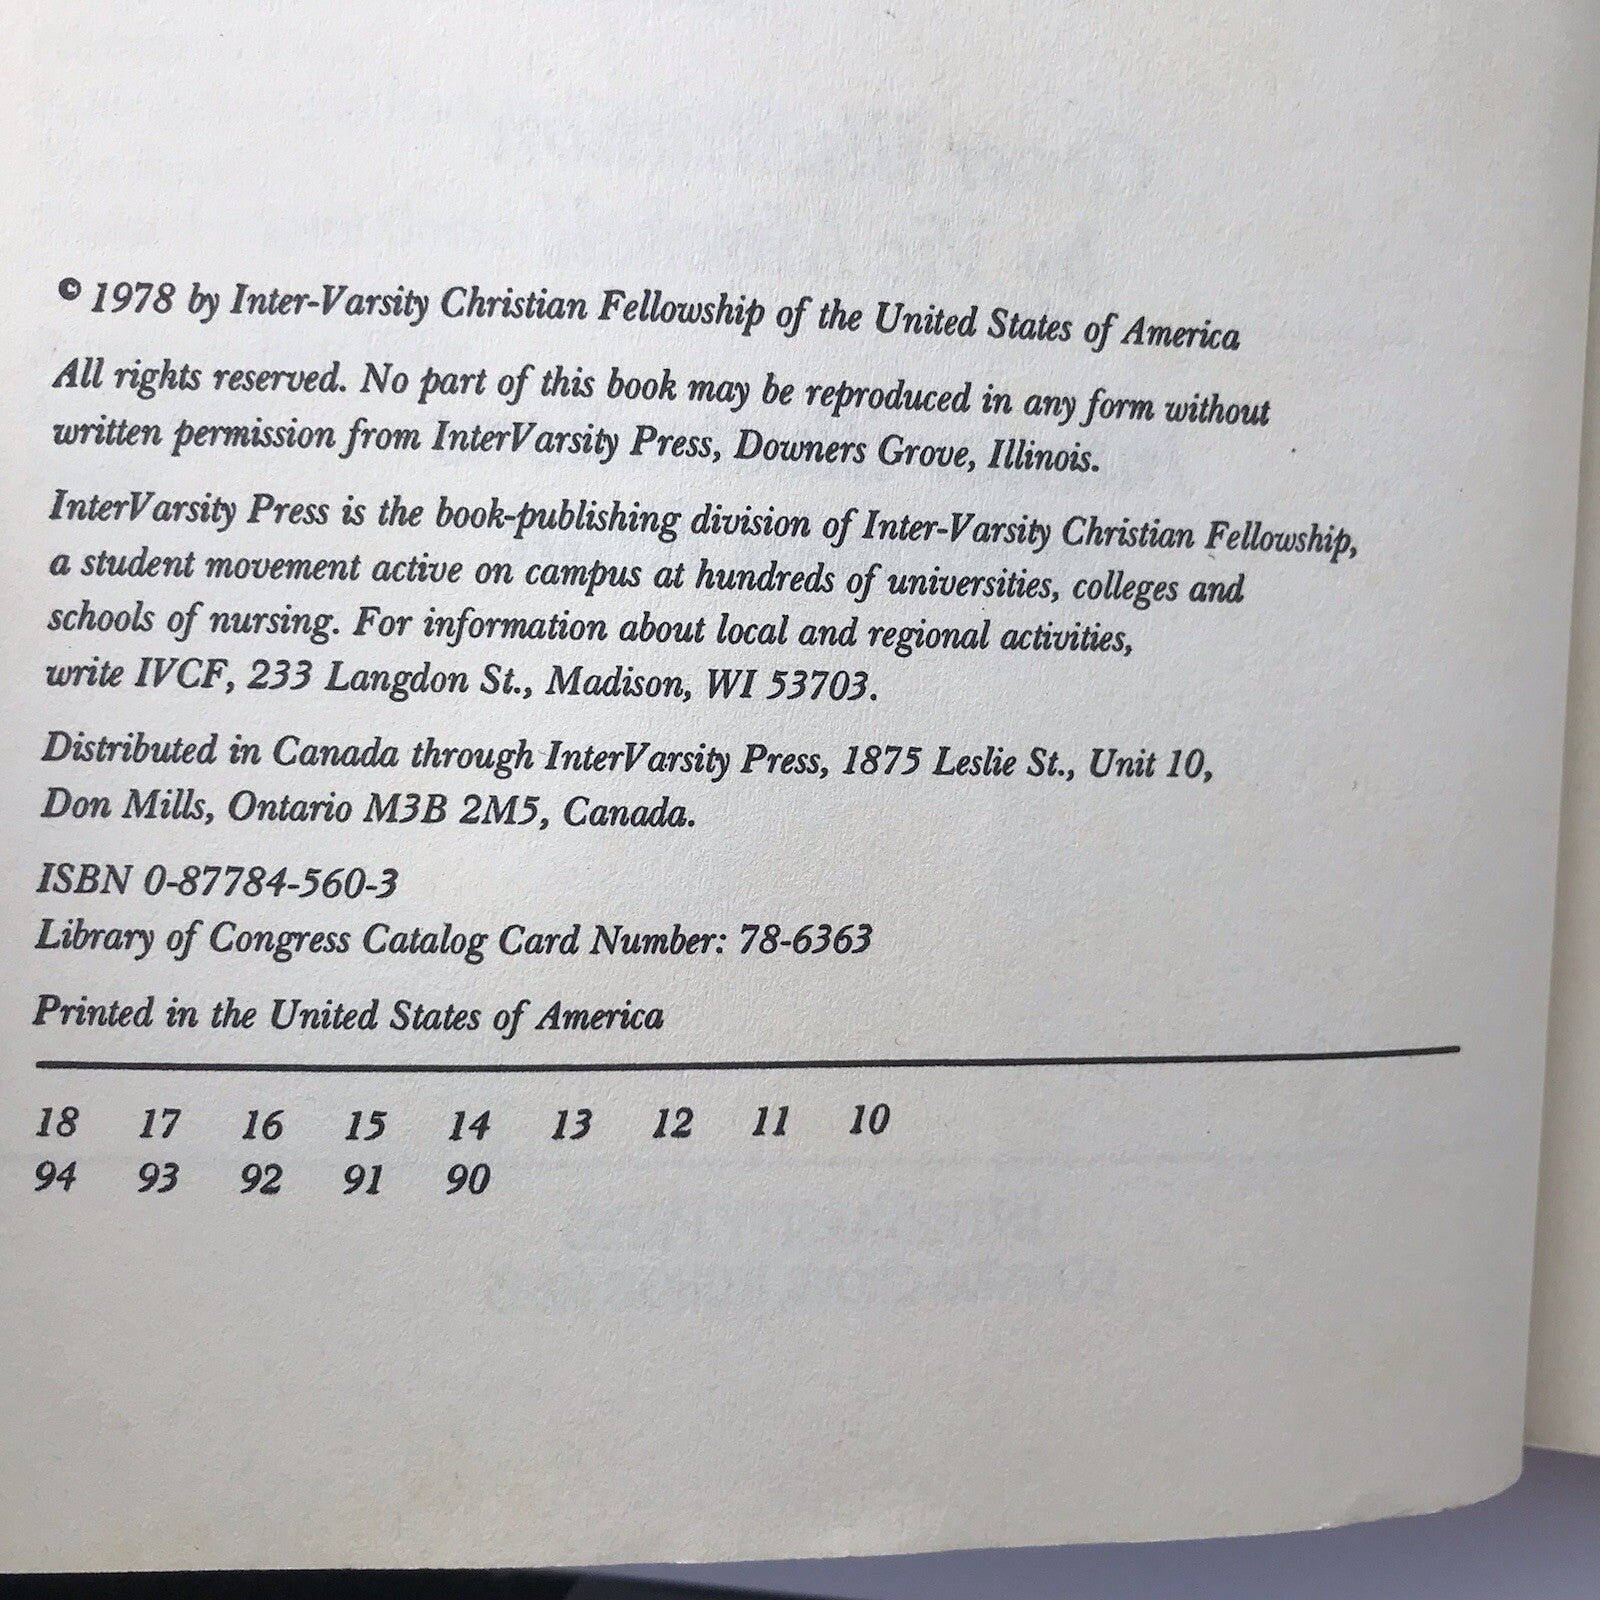 © 1978 by Inter-Varsity Christian Fellowship of the United States of America
All rights reserved. No part of this book may be reproduced in any form without
written permission from InterVarsity Press, Downers Grove, Illinois.
InterVarsity Press is the book-publishing division of Inter-Varsity Christian Fellowship,
a student movement active on campus at hundreds of universities, colleges and
schools of nursing. For information about local and regional activities,
write IVCF, 233 Langdon St., Madison, WI 53703.
Distributed in Canada through InterVarsity Press, 1875 Leslie St., Unit 10,
Don Mills, Ontario M3B 2M5, Canada.
ISBN 0-87784-560-3
Library of Congress Catalog Card Number: 78-6363
Printed in the United States of America
18 17 16 15 14 13 12 11 10
94 93 92 91 90